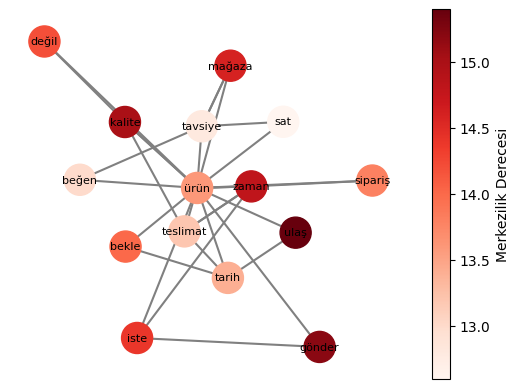 değil
mağaza
kalite
tavsiye
sat
beğen
ürün
zaman
sipariş
teslimat
ulaş
bekle
tarih
iste
gönder
15.0
14.5
14.0
13.5
13.0
Merkezilik Derecesi